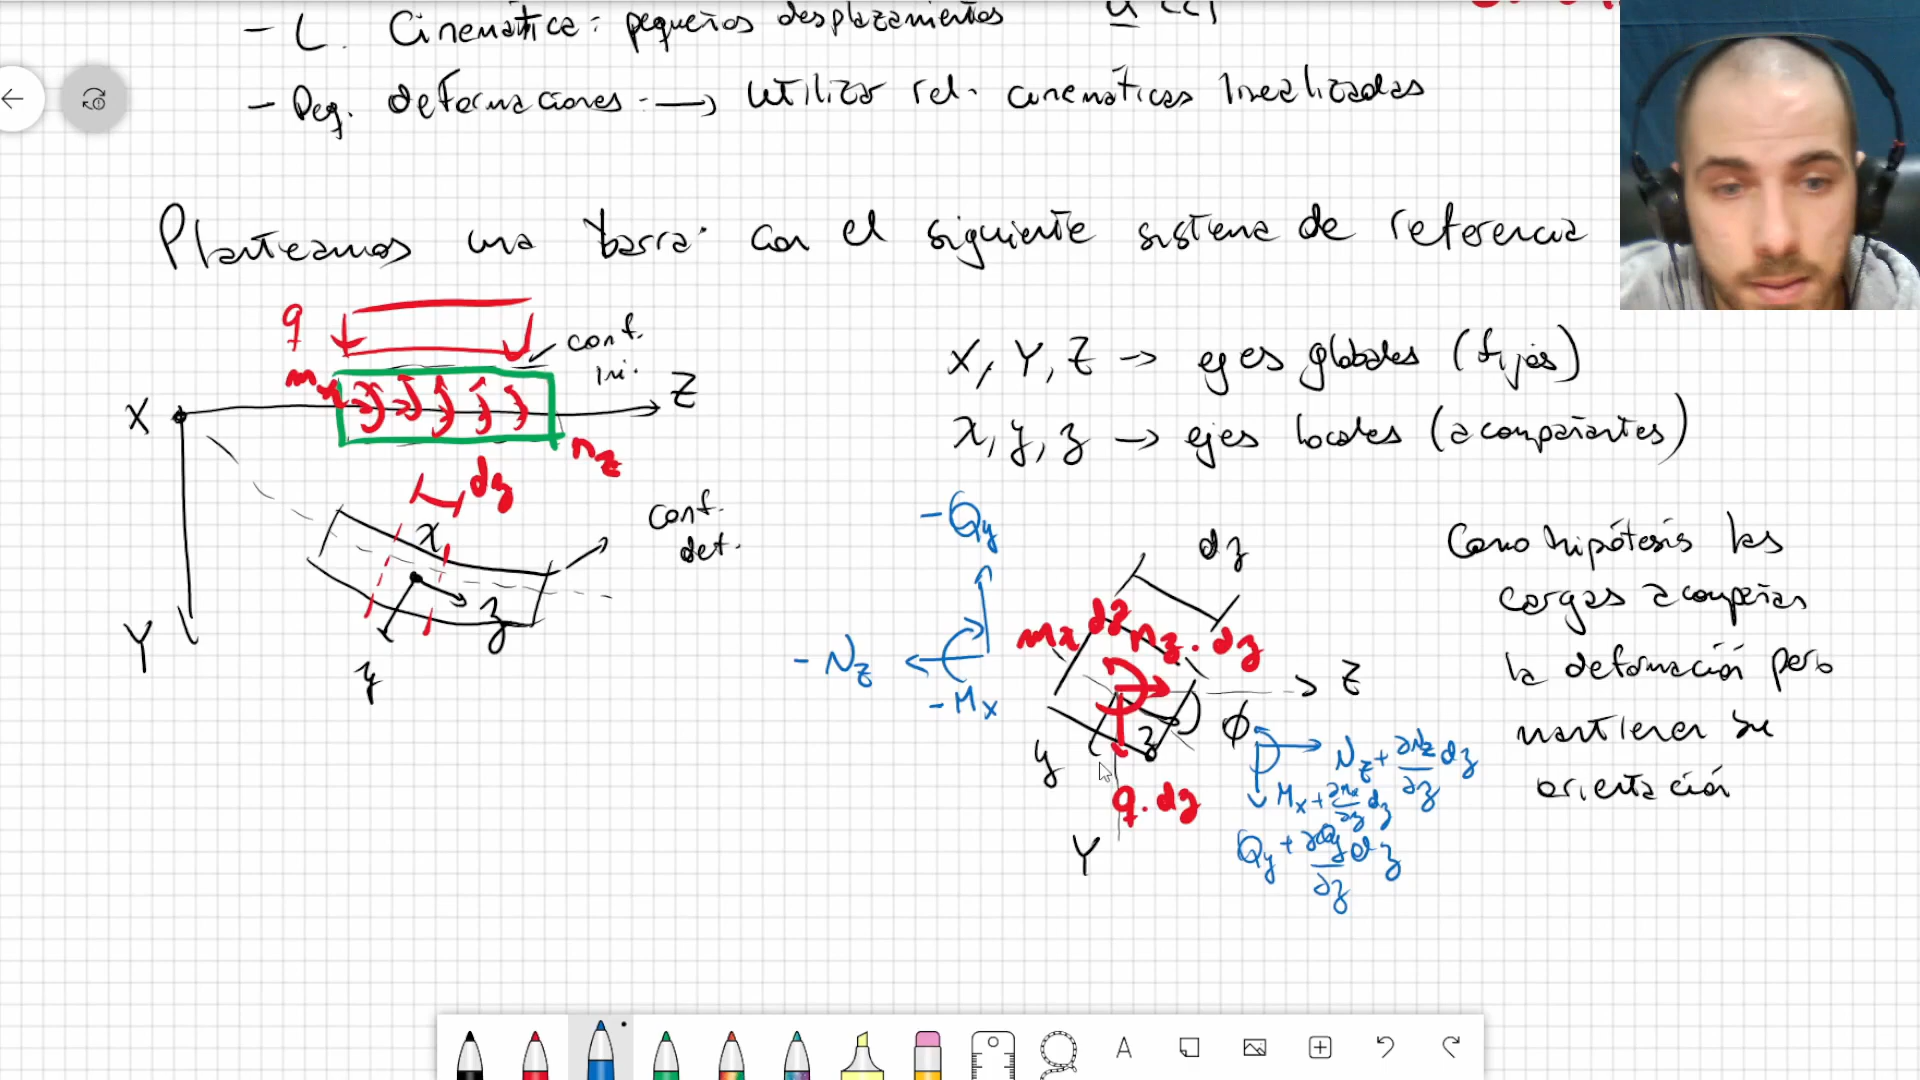 - L. Cinemática: pequeños desplazamientos u <<1
- Peq. deformaciones: → Utilizar rel. cinemáticas linealizadas
Planteamos una barra con el siguiente sistema de referencia
q
conf.
ini.
mx
X
Z
nz
dz
X, Y, Z → ejes globales (fijos)
x, y, z → ejes locales (acompañantes)
conf.
def.
x
z
y
Y
- Qy
dz
- Nz
- Mx
mx dz
nz . dz
Z
ϕ
z
y
q . dz
Y
Nz + ∂Nz/∂z dz
Mx + ∂Mx/∂z dz
Qy + ∂Qy/∂z dz
Como hipótesis las
cargas acompañan
la deformación pero
mantienen su
orientación
A